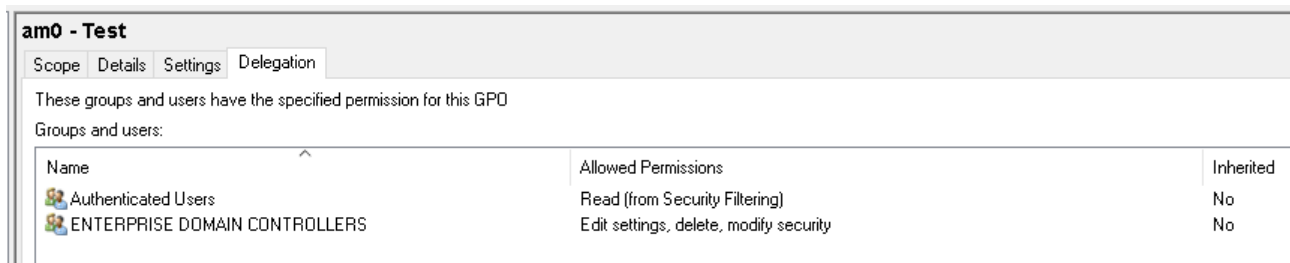 am0 - Test
Scope Details Settings Delegation
These groups and users have the specified permission for this GPO
Groups and users:
Name Allowed Permissions Inherited
Authenticated Users Read (from Security Filtering) No
ENTERPRISE DOMAIN CONTROLLERS Edit settings, delete, modify security No